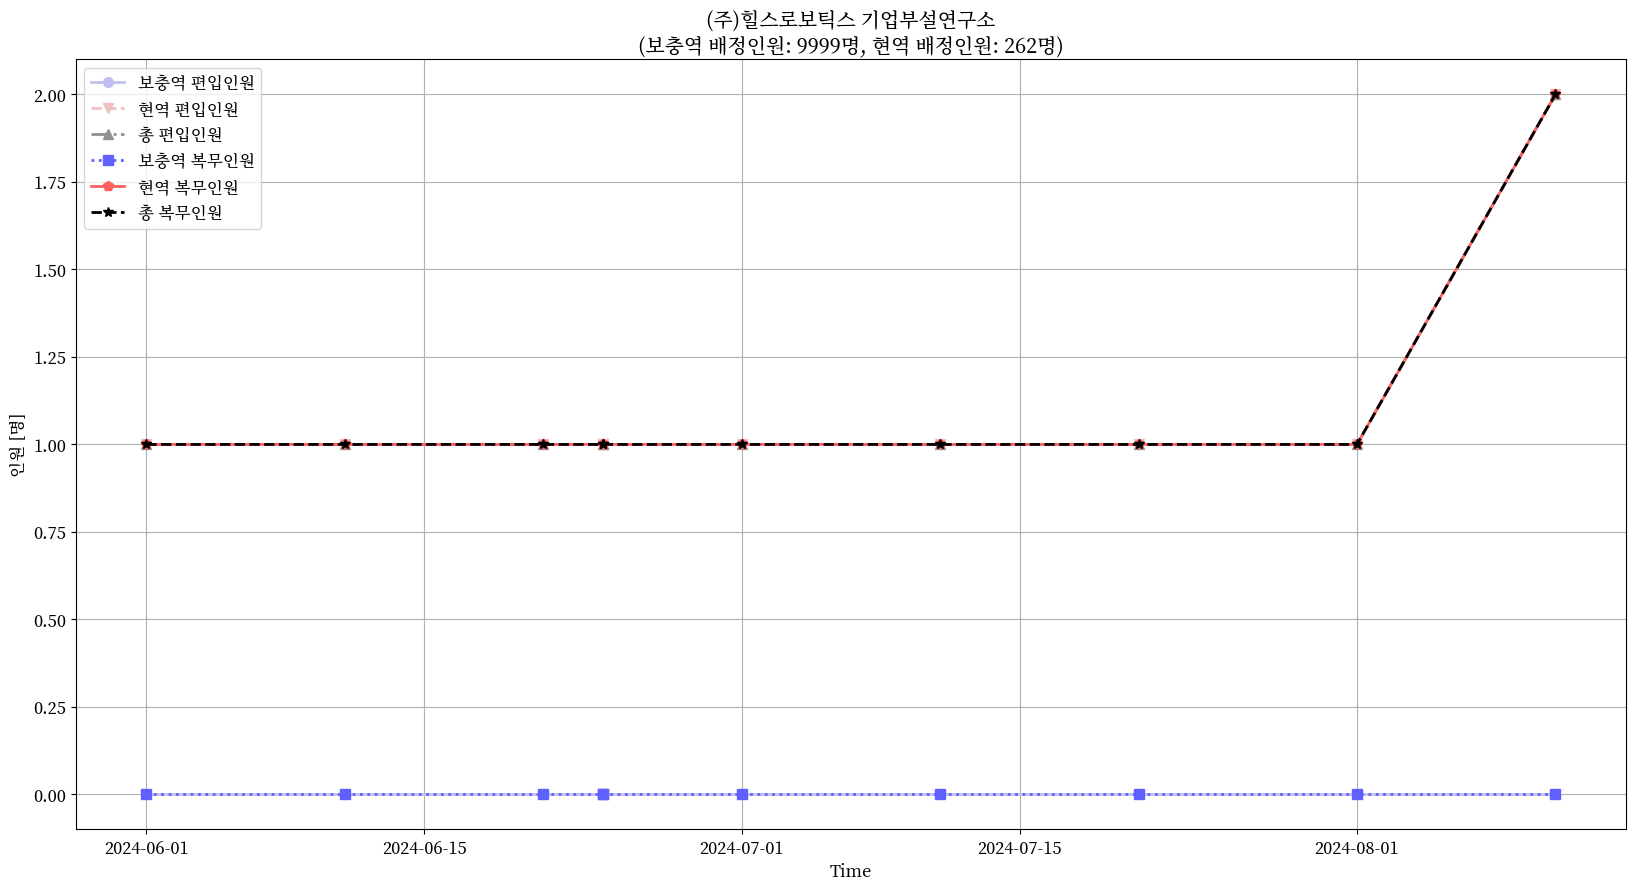 (주)힐스로보틱스 기업부설연구소
(보충역 배정인원: 9999명, 현역 배정인원: 262명)
보충역 편입인원
현역 편입인원
총 편입인원
보충역 복무인원
현역 복무인원
총 복무인원
2.00
1.75
1.50
1.25
1.00
0.75
0.50
0.25
0.00
인원 [명]
2024-06-01 2024-06-15 2024-07-01 2024-07-15 2024-08-01
Time